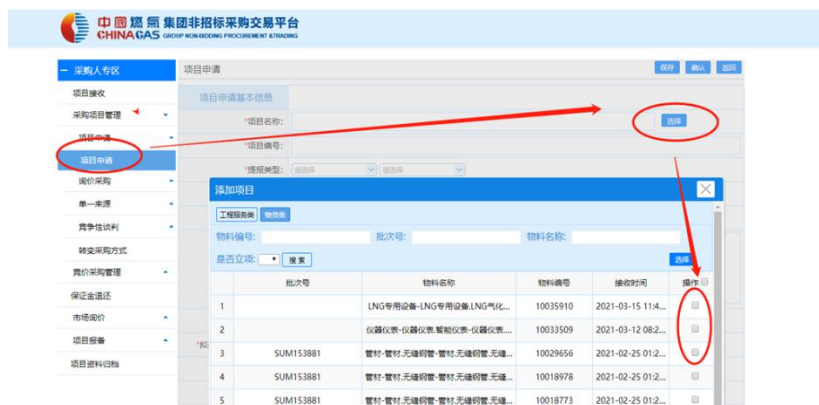 中国燃氣 集团非招标采购交易平台
CHINAGAS GROUP NON-BIDDING PROCUREMENT &TRADING
采购人专区
项目申请
保存 确认 返回
项目接收
项目申请基本信息
采购项目管理
*项目名称:
选择
项目申请
*项目编号:
项目申请
*提报类型: 请选择 请选择
询价采购
添加项目
单一来源
工程服务类 物资类
竞争性谈判
物料编号: 批次号: 物料名称:
转变采购方式
是否立项: 搜索 选择
竞价采购管理
批次号 物料名称 物料编号 接收时间 操作
保证金退还
1 LNG专用设备-LNG专用设备.LNG气化... 10035910 2021-03-15 11:4...
市场询价
2 仪器仪表-仪器仪表.智能仪表-仪器仪表.... 10033509 2021-03-12 08:2...
项目报备
*拟
3 SUM153881 管材-管材.无缝钢管-管材.无缝钢管.无缝... 10029656 2021-02-25 01:2...
项目资料归档
4 SUM153881 管材-管材.无缝钢管-管材.无缝钢管.无缝... 10018978 2021-02-25 01:2...
5 SUM153881 管材-管材.无缝钢管-管材.无缝钢管.无缝... 10018773 2021-02-25 01:2...